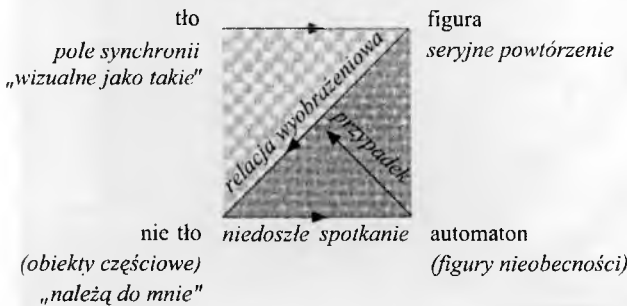 tło
figura
pole synchronii
„wizualne jako takie"
seryjne powtórzenie
relacja wyobrażeniowa
przypadek
nie tło
niedoszłe spotkanie
automaton
(obiekty częściowe)
(figury nieobecności)
„należą do mnie"